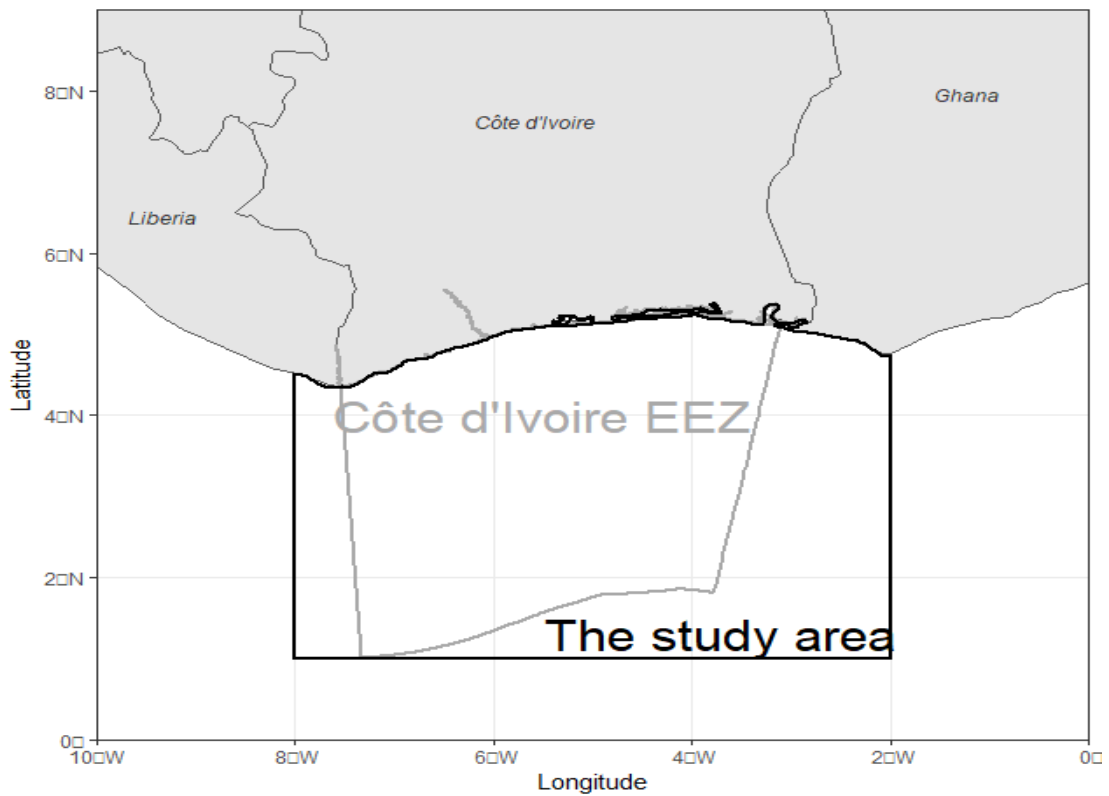 8□N
Ghana
Côte d'Ivoire
Liberia
6□N
Latitude
4□N
Côte d'Ivoire EEZ
2□N
The study area
0□
10□W 8□W 6□W 4□W 2□W 0□
Longitude